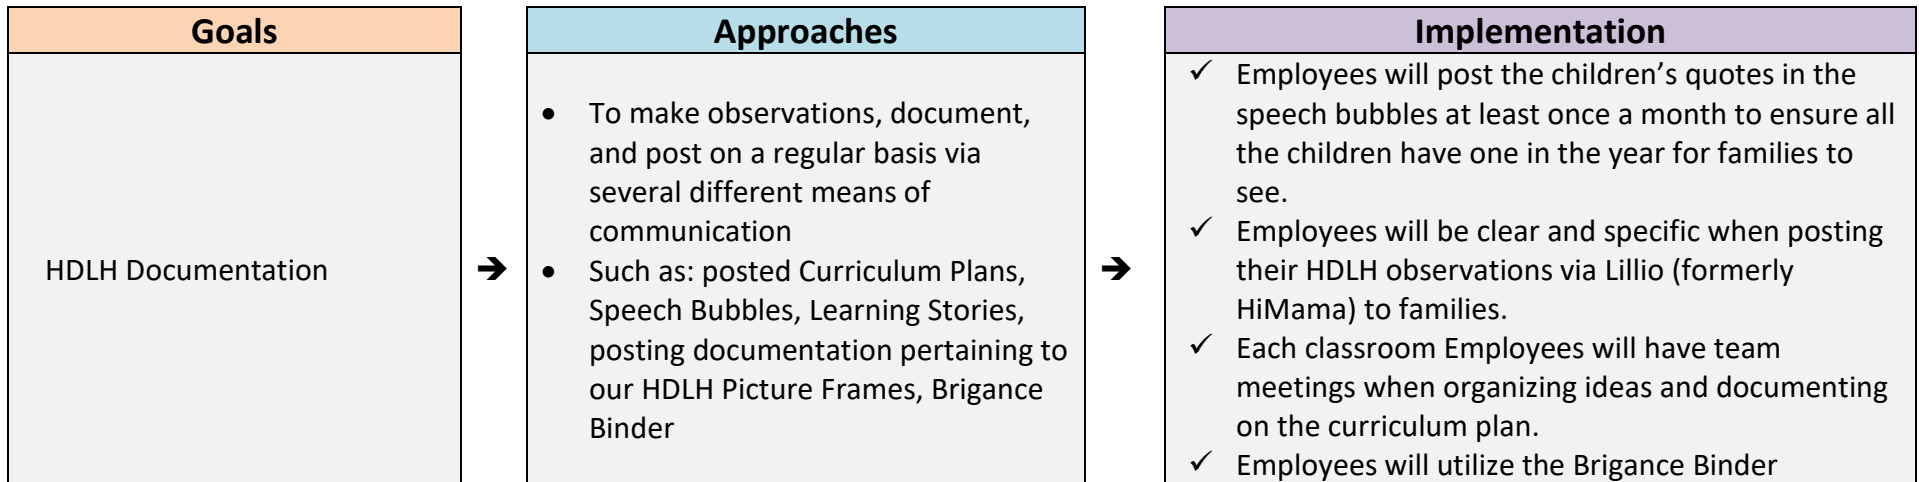 Goals
HDLH Documentation
➔
Approaches
• To make observations, document,
and post on a regular basis via
several different means of
communication
• Such as: posted Curriculum Plans,
Speech Bubbles, Learning Stories,
posting documentation pertaining to
our HDLH Picture Frames, Brigance
Binder
➔
Implementation
✓ Employees will post the children’s quotes in the
speech bubbles at least once a month to ensure all
the children have one in the year for families to
see.
✓ Employees will be clear and specific when posting
their HDLH observations via Lillio (formerly
HiMama) to families.
✓ Each classroom Employees will have team
meetings when organizing ideas and documenting
on the curriculum plan.
✓ Employees will utilize the Brigance Binder